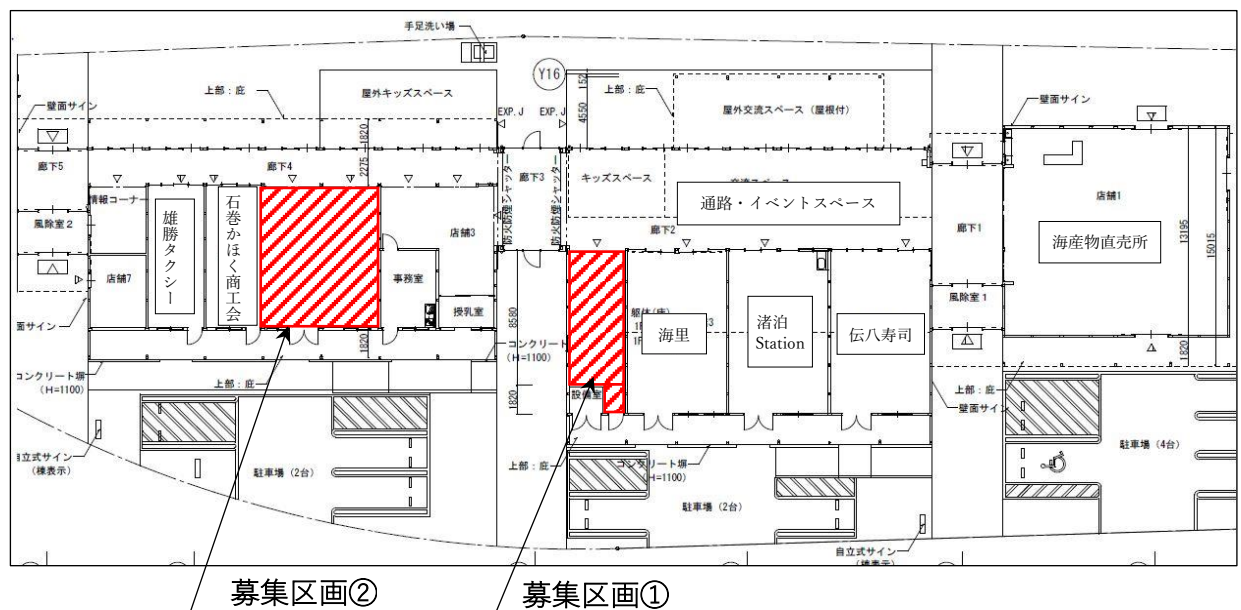 手足洗い場
Y16
152
4550
上部：庇
屋外キッズスペース
上部：庇
屋外交流スペース（屋根付）
壁面サイン
壁面サイン
EXP.J
EXP.J
1820
2275
廊下5
廊下4
防火防煙シャッター
廊下3
防火防煙シャッター
キッズスペース
通路・イベントスペース
廊下2
廊下1
店舗1
海産物直売所
13195
15015
情報コーナー
雄勝タクシー
石巻かほく商工会
店舗3
風除室2
店舗7
事務室
授乳室
8580
海里
渚泊
Station
伝八寿司
風除室1
1820
1820
コンクリート
(H=1100)
面サイン
コンクリート塀
(H=1100)
上部：庇
1820
設備室
上部：庇
壁面サイン
上部：庇
コンクリート塀
(H=1100)
駐車場（2台）
駐車場（2台）
駐車場（4台）
自立式サイン
(棟表示)
自立式サイン
(棟表示)
募集区画②
募集区画①